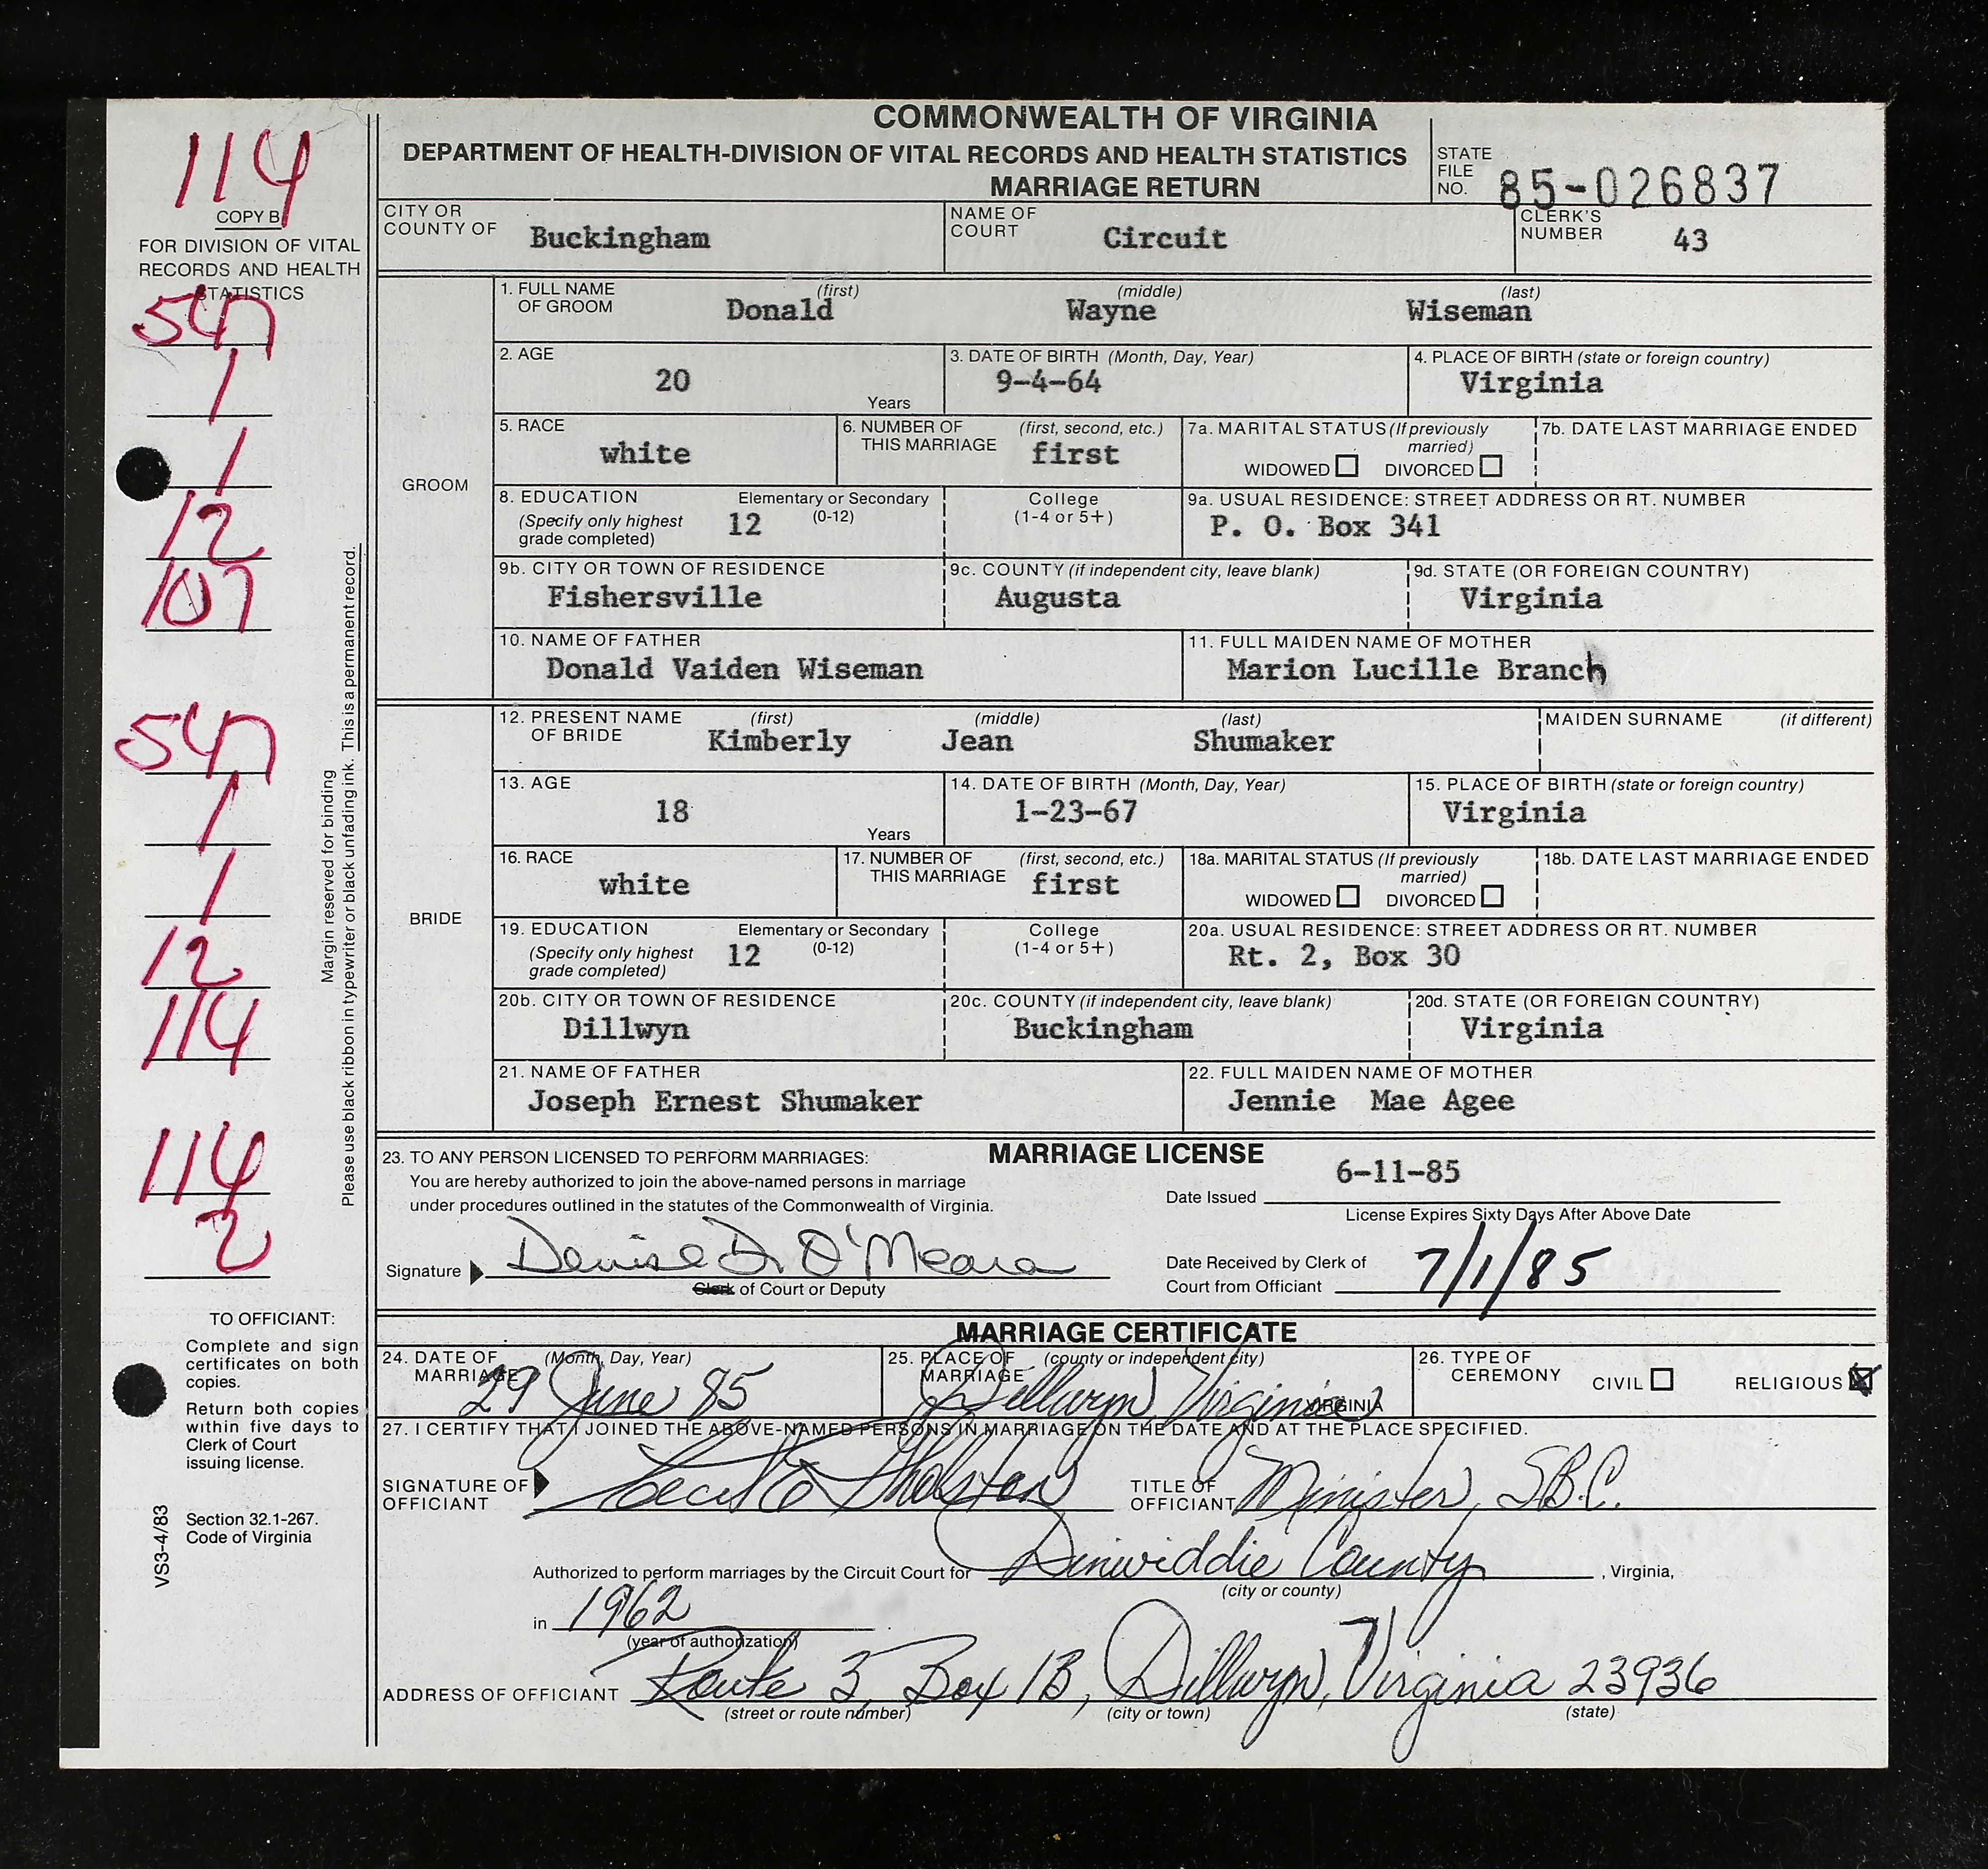 COMMONWEALTH OF VIRGINIA
DEPARTMENT OF HEALTH-DIVISION OF VITAL RECORDS AND HEALTH STATISTICS
MARRIAGE RETURN
STATE FILE NO. 85-026837
114
COPY B
FOR DIVISION OF VITAL
RECORDS AND HEALTH
STATISTICS
1
1
12
107
1
1
12
114
114
2
Margin reserved for binding
Please use black ribbon in typewriter or black unfading ink. This is a permanent record.
TO OFFICIANT:
Complete and sign
certificates on both
copies.
Return both copies
within five days to
Clerk of Court
issuing license.
Section 32.1-267.
Code of Virginia
VS3-4/83
CITY OR COUNTY OF Buckingham
NAME OF COURT Circuit
CLERK'S NUMBER 43
GROOM
1. FULL NAME OF GROOM (first) Donald (middle) Wayne (last) Wiseman
2. AGE 20 Years
3. DATE OF BIRTH (Month, Day, Year) 9-4-64
4. PLACE OF BIRTH (state or foreign country) Virginia
5. RACE white
6. NUMBER OF THIS MARRIAGE (first, second, etc.) first
7a. MARITAL STATUS (If previously married) WIDOWED DIVORCED
7b. DATE LAST MARRIAGE ENDED
8. EDUCATION (Specify only highest grade completed) Elementary or Secondary (0-12) 12
College (1-4 or 5+)
9a. USUAL RESIDENCE: STREET ADDRESS OR RT. NUMBER P. O. Box 341
9b. CITY OR TOWN OF RESIDENCE Fishersville
9c. COUNTY (if independent city, leave blank) Augusta
9d. STATE (OR FOREIGN COUNTRY) Virginia
10. NAME OF FATHER Donald Vaiden Wiseman
11. FULL MAIDEN NAME OF MOTHER Marion Lucille Branch
BRIDE
12. PRESENT NAME OF BRIDE (first) Kimberly (middle) Jean (last) Shumaker
MAIDEN SURNAME (if different)
13. AGE 18 Years
14. DATE OF BIRTH (Month, Day, Year) 1-23-67
15. PLACE OF BIRTH (state or foreign country) Virginia
16. RACE white
17. NUMBER OF THIS MARRIAGE (first, second, etc.) first
18a. MARITAL STATUS (If previously married) WIDOWED DIVORCED
18b. DATE LAST MARRIAGE ENDED
19. EDUCATION (Specify only highest grade completed) Elementary or Secondary (0-12) 12
College (1-4 or 5+)
20a. USUAL RESIDENCE: STREET ADDRESS OR RT. NUMBER Rt. 2, Box 30
20b. CITY OR TOWN OF RESIDENCE Dillwyn
20c. COUNTY (if independent city, leave blank) Buckingham
20d. STATE (OR FOREIGN COUNTRY) Virginia
21. NAME OF FATHER Joseph Ernest Shumaker
22. FULL MAIDEN NAME OF MOTHER Jennie Mae Agee
MARRIAGE LICENSE
23. TO ANY PERSON LICENSED TO PERFORM MARRIAGES:
You are hereby authorized to join the above-named persons in marriage
under procedures outlined in the statutes of the Commonwealth of Virginia.
Date Issued 6-11-85
License Expires Sixty Days After Above Date
Signature Denise D. O'Meara
Clerk of Court or Deputy
Date Received by Clerk of
Court from Officiant 7/1/85
MARRIAGE CERTIFICATE
24. DATE OF MARRIAGE (Month, Day, Year) 29 June 85
25. PLACE OF MARRIAGE (county or independent city) Dillwyn, Virginia VIRGINIA
26. TYPE OF CEREMONY CIVIL RELIGIOUS
27. I CERTIFY THAT I JOINED THE ABOVE-NAMED PERSONS IN MARRIAGE ON THE DATE AND AT THE PLACE SPECIFIED.
SIGNATURE OF OFFICIANT
TITLE OF OFFICIANT Minister, S.B.C.
Authorized to perform marriages by the Circuit Court for Dinwiddie County , Virginia,
(city or county)
in 1962
(year of authorization)
ADDRESS OF OFFICIANT Route 3, Box 1B, Dillwyn, Virginia 23936
(street or route number) (city or town) (state)